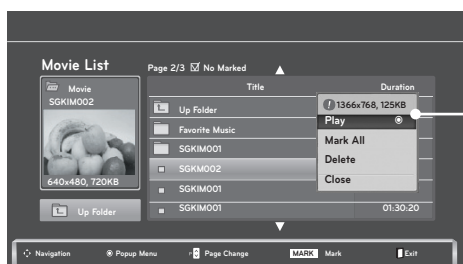 Movie List
Page 2/3 ☑ No Marked
Movie
SGKIM002
640x480, 720KB
Up Folder
Title
Duration
Up Folder
Favorite Music
SGKIM001
SGKM002
SGKIM001
SGKIM001
01:30:20
1366x768, 125KB
Play
Mark All
Delete
Close
Navigation
Popup Menu
P Page Change
MARK Mark
Exit